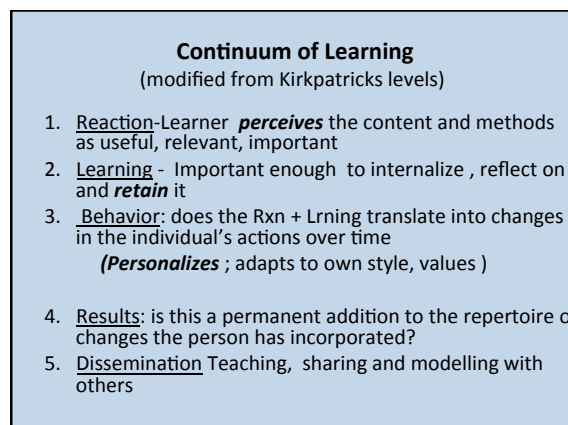 Continuum of Learning
(modified from Kirkpatricks levels)
1. Reaction-Learner perceives the content and methods
as useful, relevant, important
2. Learning - Important enough to internalize , reflect on
and retain it
3. Behavior: does the Rxn + Lrning translate into changes
in the individual's actions over time
(Personalizes ; adapts to own style, values )
4. Results: is this a permanent addition to the repertoire o
changes the person has incorporated?
5. Dissemination Teaching, sharing and modelling with
others